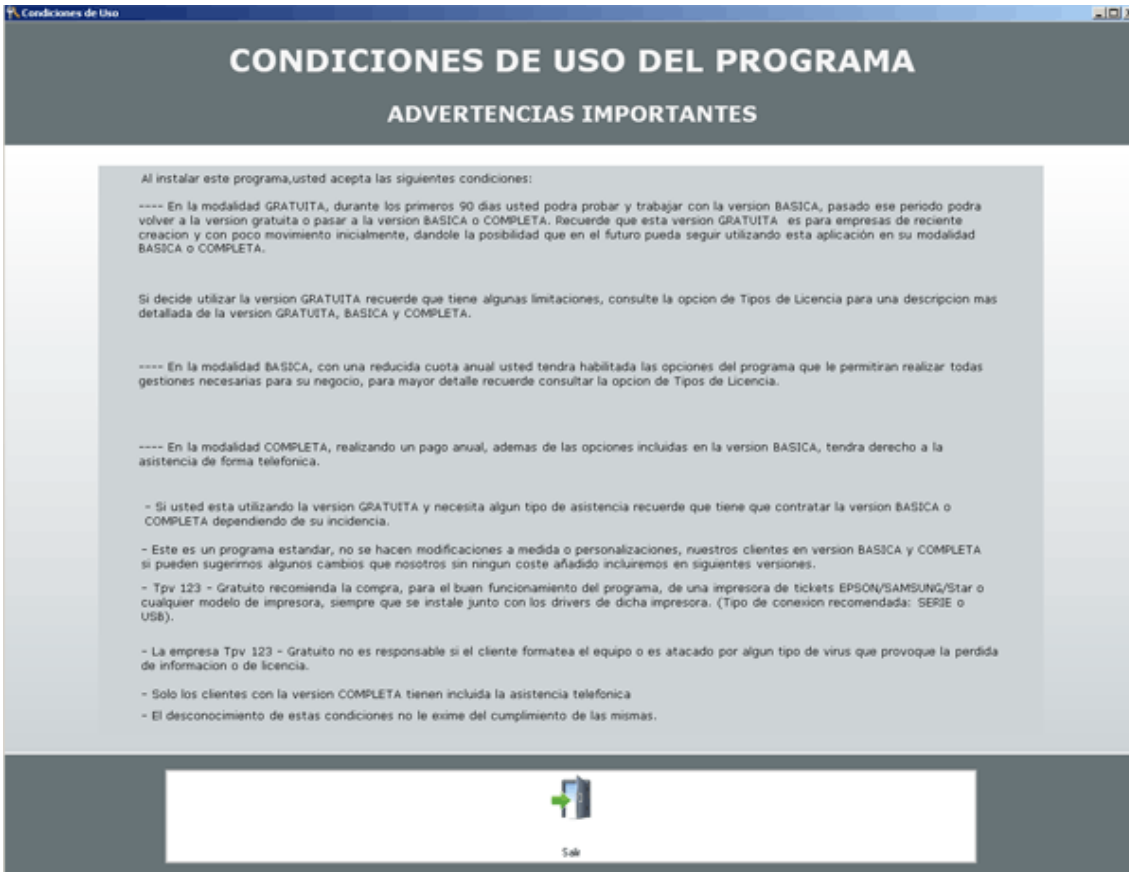 Condiciones de Uso
CONDICIONES DE USO DEL PROGRAMA
ADVERTENCIAS IMPORTANTES
Al instalar este programa,usted acepta las siguientes condiciones:
---- En la modalidad GRATUITA, durante los primeros 90 dias usted podra probar y trabajar con la version BASICA, pasado ese periodo podra
volver a la version gratuita o pasar a la version BASICA o COMPLETA. Recuerde que esta version GRATUITA es para empresas de reciente
creacion y con poco movimiento inicialmente, dandole la posibilidad que en el futuro pueda seguir utilizando esta aplicación en su modalidad
BASICA o COMPLETA.
Si decide utilizar la version GRATUITA recuerde que tiene algunas limitaciones, consulte la opcion de Tipos de Licencia para una descripcion mas
detallada de la version GRATUITA, BASICA y COMPLETA.
---- En la modalidad BASICA, con una reducida cuota anual usted tendra habilitada las opciones del programa que le permitiran realizar todas
gestiones necesarias para su negocio, para mayor detalle recuerde consultar la opcion de Tipos de Licencia.
---- En la modalidad COMPLETA, realizando un pago anual, ademas de las opciones incluidas en la version BASICA, tendra derecho a la
asistencia de forma telefonica.
- Si usted esta utilizando la version GRATUITA y necesita algun tipo de asistencia recuerde que tiene que contratar la version BASICA o
COMPLETA dependiendo de su incidencia.
- Este es un programa estandar, no se hacen modificaciones a medida o personalizaciones, nuestros clientes en version BASICA y COMPLETA
si pueden sugerirnos algunos cambios que nosotros sin ningun coste añadido incluiremos en siguientes versiones.
- Tpv 123 - Gratuito recomienda la compra, para el buen funcionamiento del programa, de una impresora de tickets EPSON/SAMSUNG/Star o
cualquier modelo de impresora, siempre que se instale junto con los drivers de dicha impresora. (Tipo de conexion recomendada: SERIE o
USB).
- La empresa Tpv 123 - Gratuito no es responsable si el cliente formatea el equipo o es atacado por algun tipo de virus que provoque la perdida
de informacion o de licencia.
- Solo los clientes con la version COMPLETA tienen incluida la asistencia telefonica
- El desconocimiento de estas condiciones no le exime del cumplimiento de las mismas.
Salir